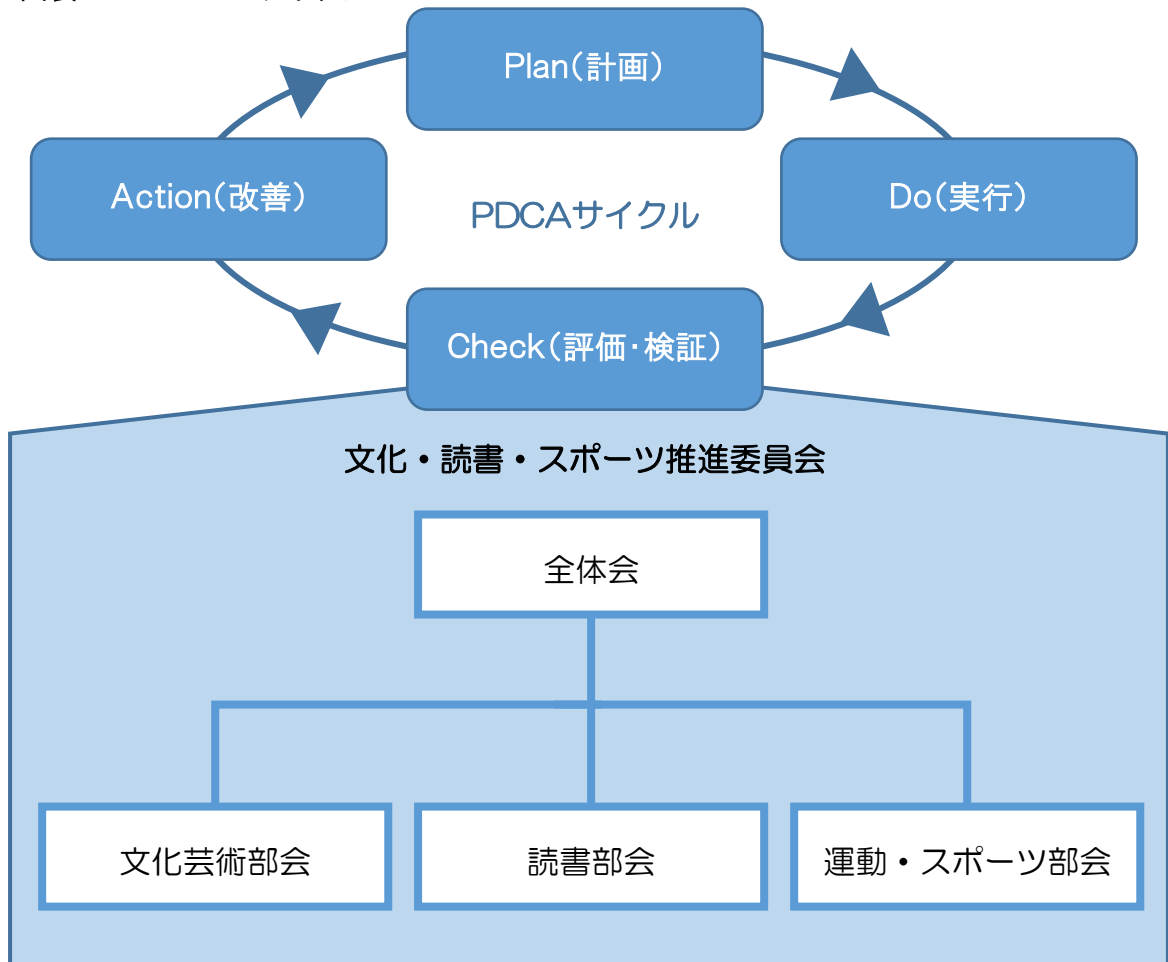 Plan(計画)
Action(改善)
Do(実行)
PDCAサイクル
Check(評価・検証)
文化・読書・スポーツ推進委員会
全体会
文化芸術部会
読書部会
運動・スポーツ部会